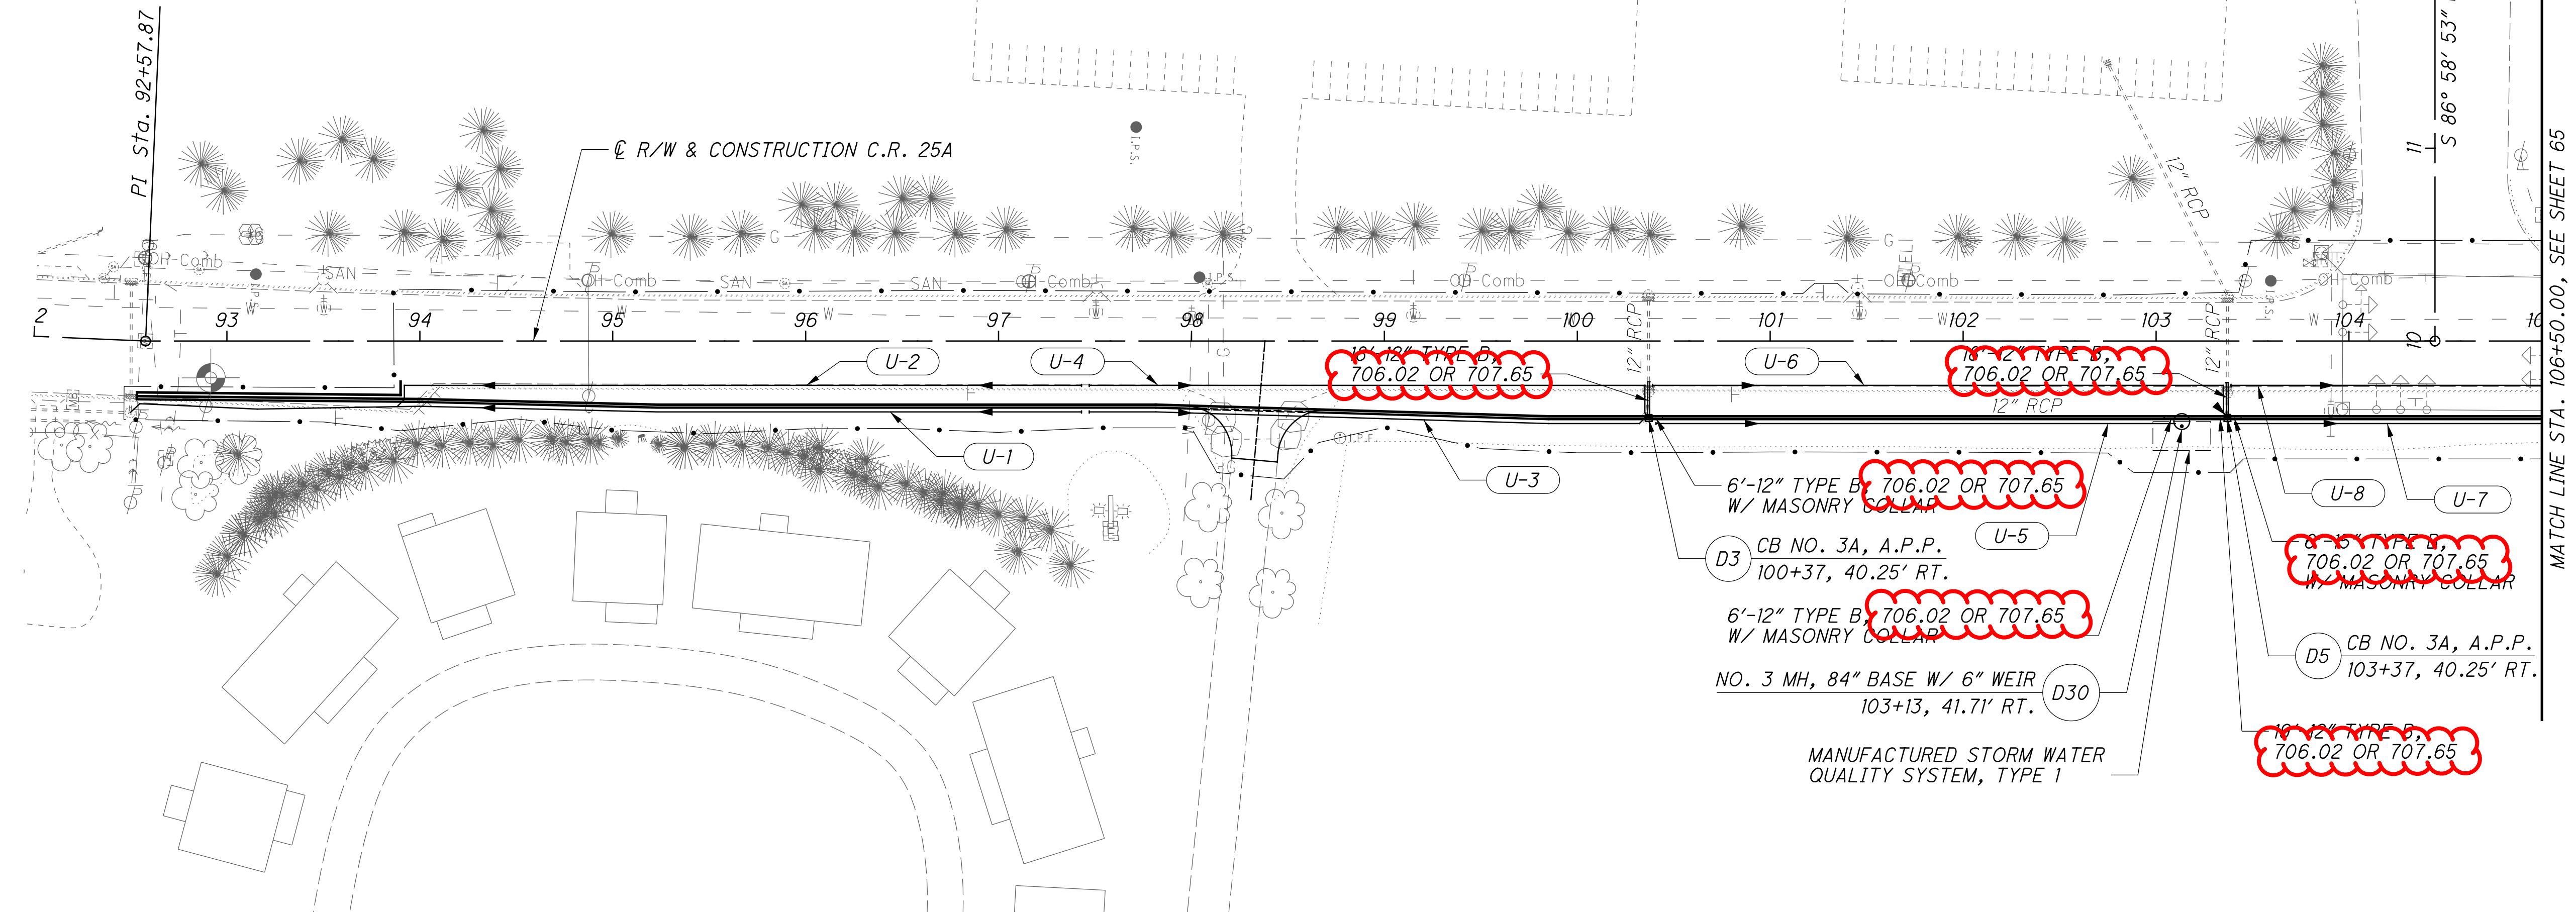 PI Sta. 92+57.87
℄ R/W & CONSTRUCTION C.R. 25A
I.P.S.
12" RCP
11
S 86° 58' 53"
MATCH LINE STA. 106+50.00, SEE SHEET 65
OH-Comb
SAN
I.P.S.
OH-Comb
SAN
SAN
OH-Comb
I.P.S.
OH-Comb
OH-Comb
I.P.S.
OH-Comb
G
G
W
W
W
W
W
2
93
94
95
96
97
98
99
100
101
102
103
104
10
10
12" RCP
12" RCP
U-2
U-4
706.02 OR 707.65
U-6
706.02 OR 707.65
12" RCP
U-1
I.P.F.
U-3
6'-12" TYPE B, 706.02 OR 707.65
W/ MASONRY COLLAR
U-5
U-8
U-7
D3
CB NO. 3A, A.P.P.
100+37, 40.25' RT.
706.02 OR 707.65
W/ MASONRY COLLAR
6'-12" TYPE B, 706.02 OR 707.65
W/ MASONRY COLLAR
D5
CB NO. 3A, A.P.P.
103+37, 40.25' RT.
NO. 3 MH, 84" BASE W/ 6" WEIR
103+13, 41.71' RT.
D30
706.02 OR 707.65
MANUFACTURED STORM WATER
QUALITY SYSTEM, TYPE 1